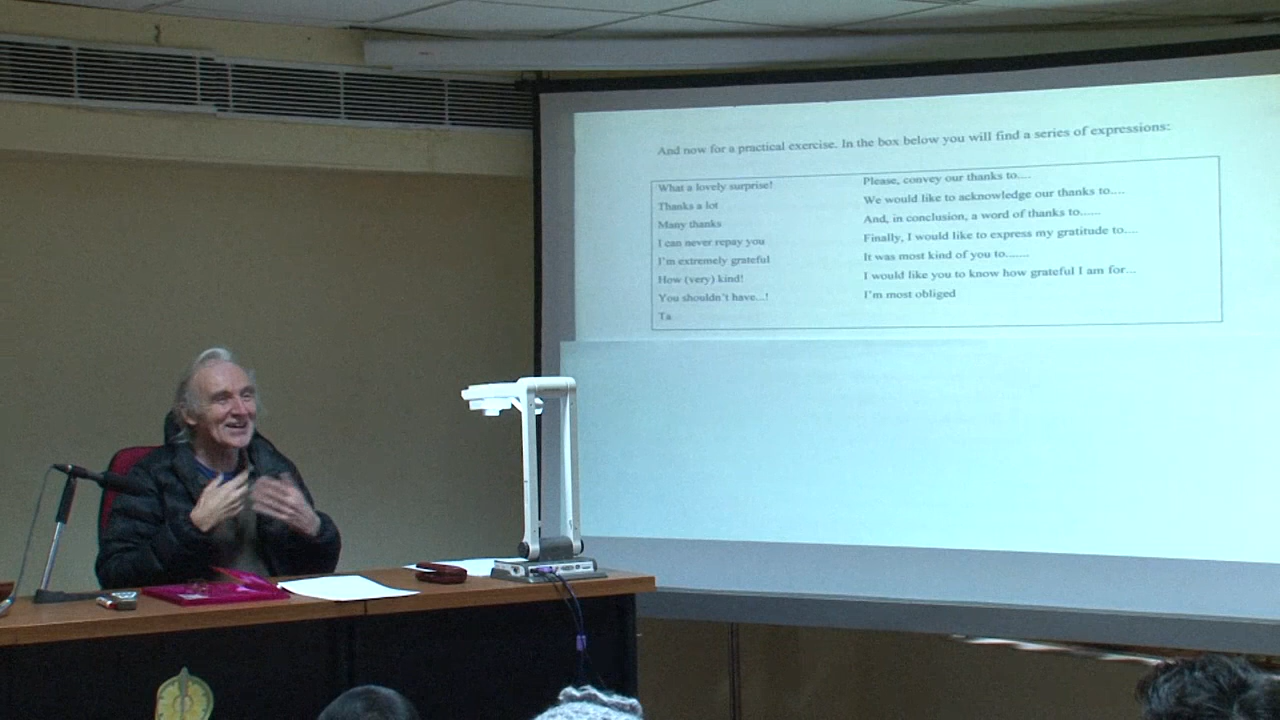 And now for a practical exercise. In the box below you will find a series of expressions:
What a lovely surprise!
Thanks a lot
Many thanks
I can never repay you
I'm extremely grateful
How (very) kind!
You shouldn't have...!
Ta
Please, convey our thanks to....
We would like to acknowledge our thanks to....
And, in conclusion, a word of thanks to......
Finally, I would like to express my gratitude to....
It was most kind of you to.......
I would like you to know how grateful I am for...
I'm most obliged